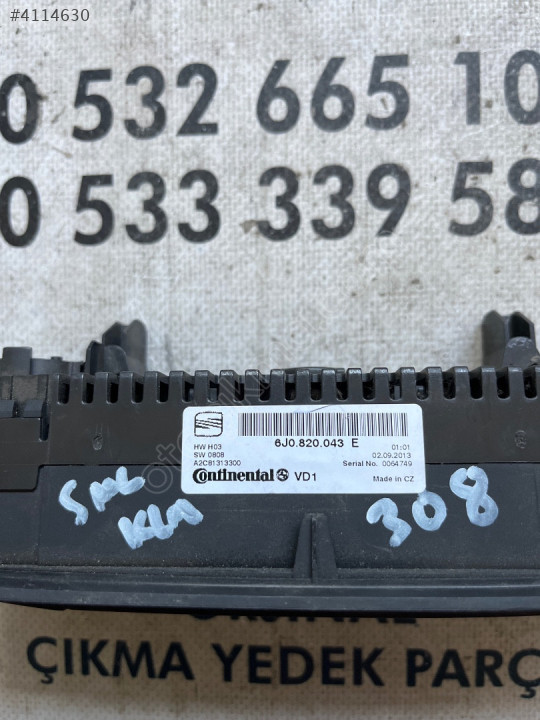 #4114630
0 532 665 10
0 533 339 58
6J0.820.043 E
HW H03
01:01
SW 0808
02.09.2013
A2C81313300
Serial No. 0064749
Continental VD1
Made in CZ
308
ÇIKMA YEDEK PARÇ